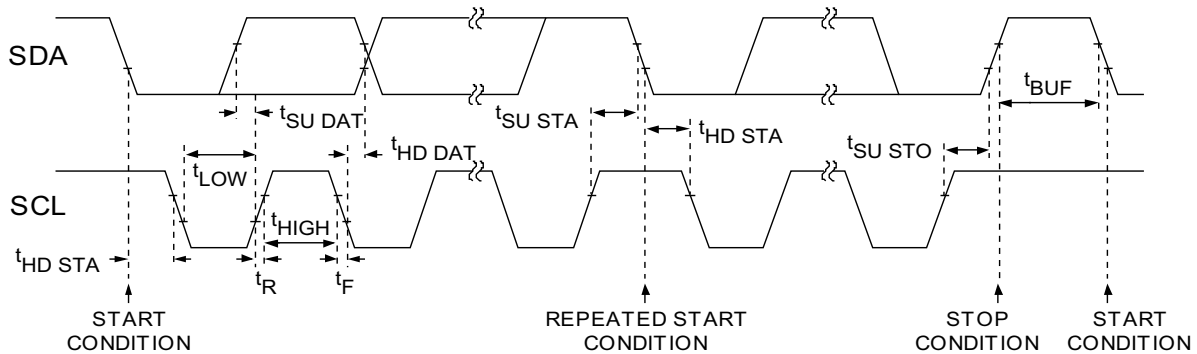 SDA
tBUF
tSU DAT
tSU STA
tHD STA
tHD DAT
tSU STO
tLOW
SCL
tHIGH
tHD STA
tR
tF
START
CONDITION
REPEATED START
CONDITION
STOP
CONDITION
START
CONDITION